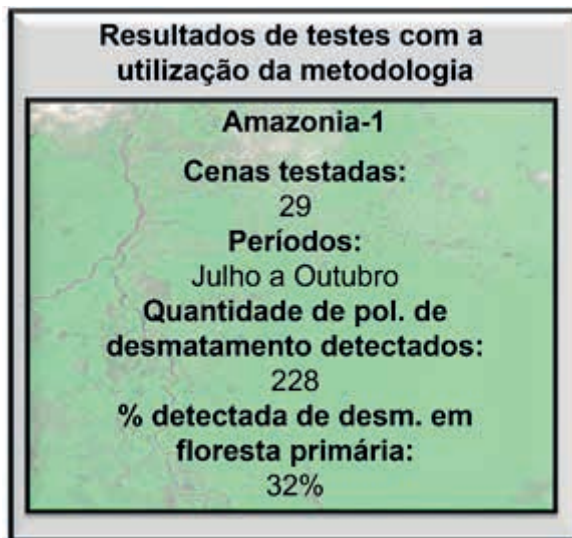 Resultados de testes com a
utilização da metodologia
Amazonia-1
Cenas testadas:
29
Períodos:
Julho a Outubro
Quantidade de pol. de
desmatamento detectados:
228
% detectada de desm. em
floresta primária:
32%